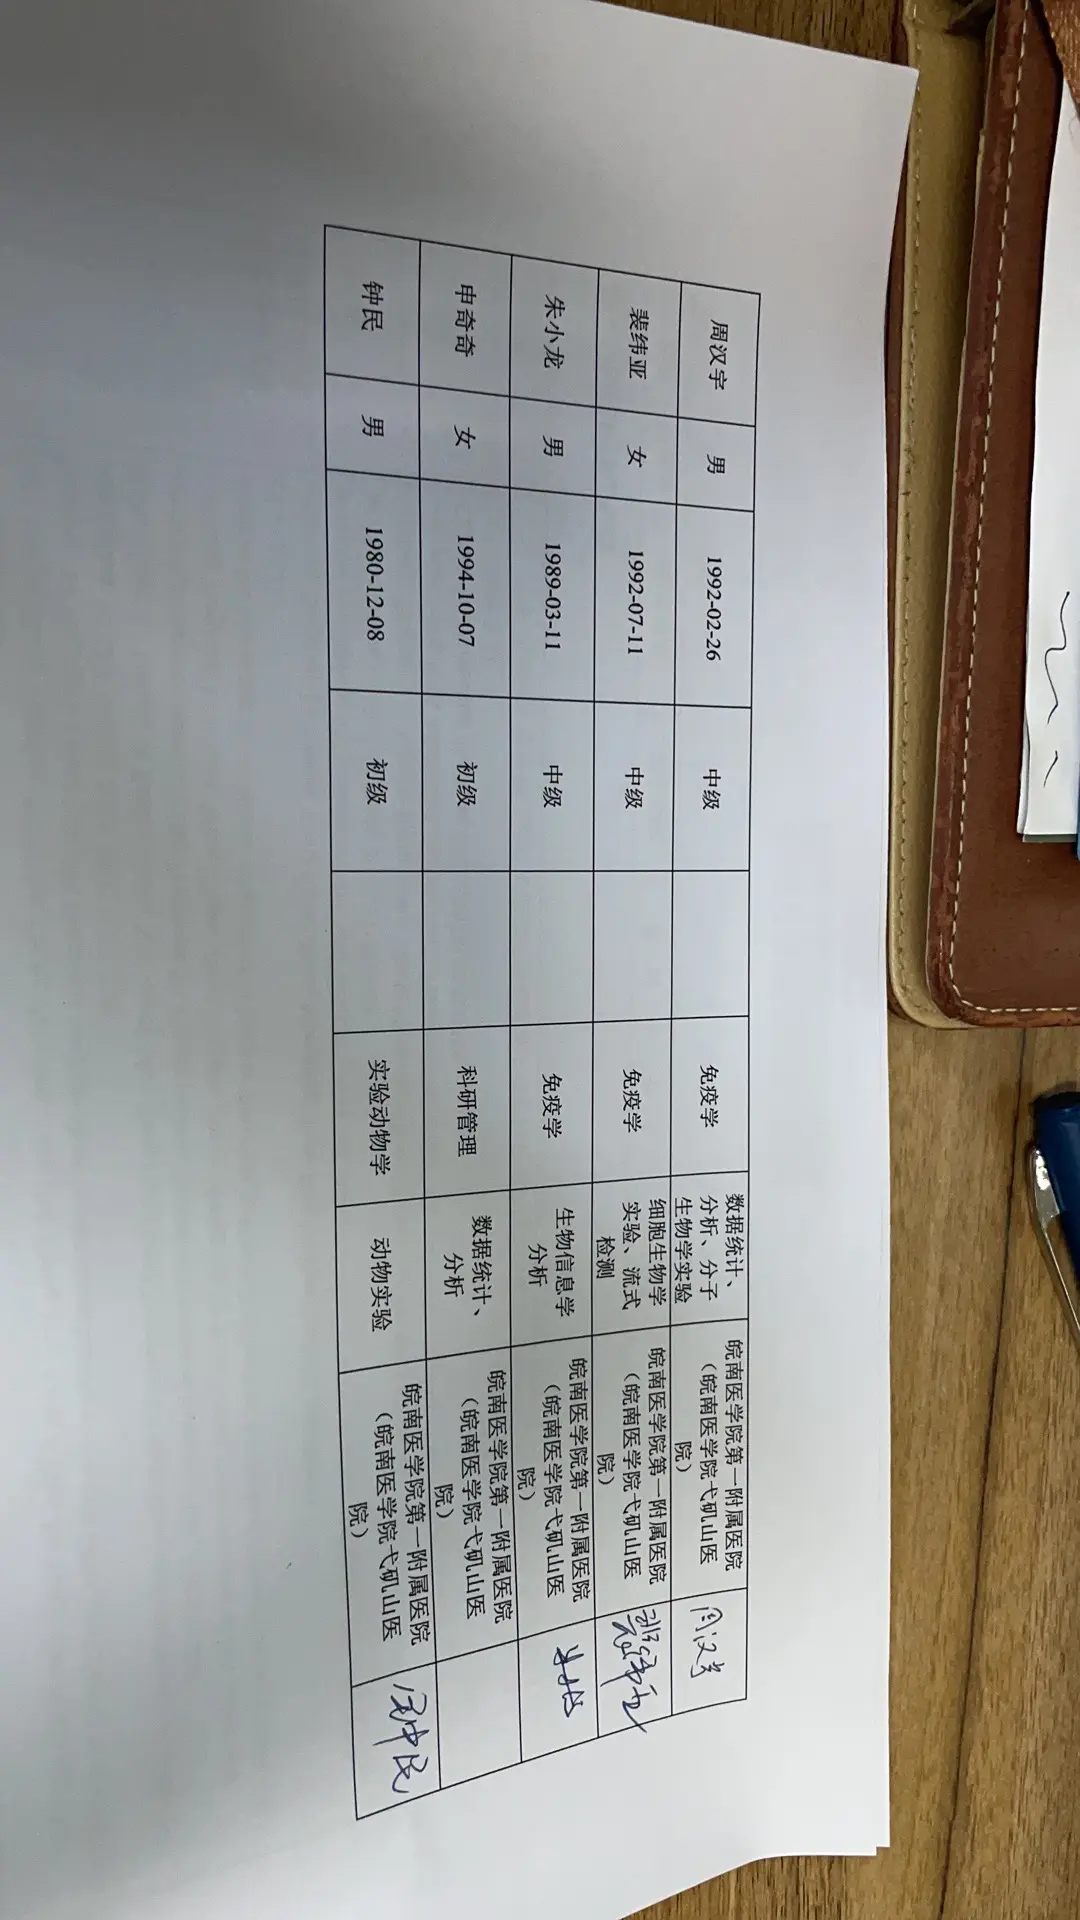 周汉宇 男 1992-02-26 中级 免疫学 数据统计、分析、分子生物学实验 皖南医学院第一附属医院（皖南医学院弋矶山医院） 周汉宇
裴纬亚 女 1992-07-11 中级 免疫学 细胞生物学实验、流式检测 皖南医学院第一附属医院（皖南医学院弋矶山医院） 裴纬亚
朱小龙 男 1989-03-11 中级 免疫学 生物信息学分析 皖南医学院第一附属医院（皖南医学院弋矶山医院） 朱小龙
申奇奇 女 1994-10-07 初级 科研管理 数据统计、分析 皖南医学院第一附属医院（皖南医学院弋矶山医院）
钟民 男 1980-12-08 初级 实验动物学 动物实验 皖南医学院第一附属医院（皖南医学院弋矶山医院） 钟民